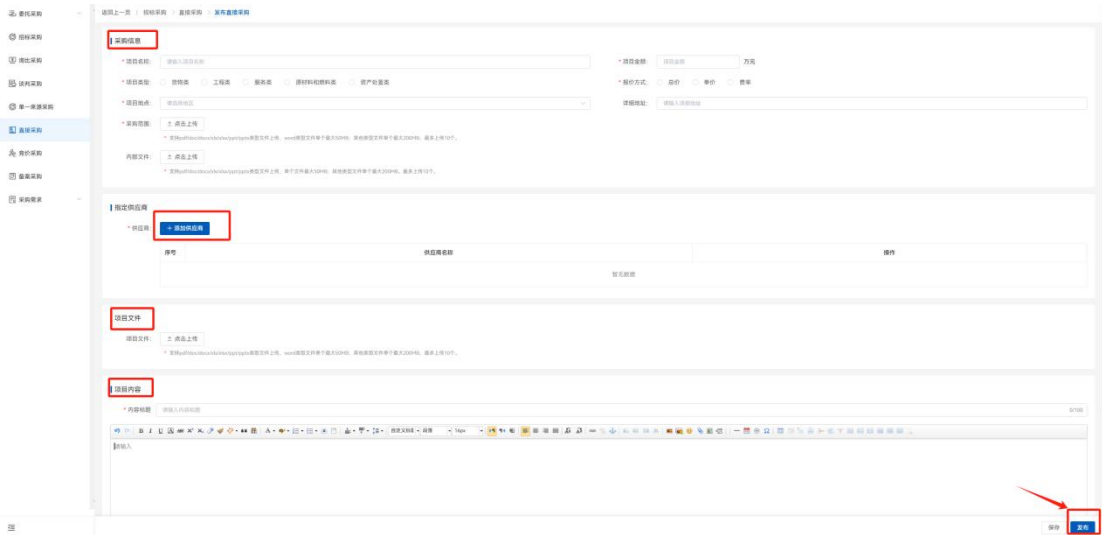 返回上一页 | 招标采购 > 直接采购 > 发布直接采购
委托采购
招标采购
询比采购
谈判采购
单一来源采购
直接采购
竞价采购
采购需求
采购信息
* 项目名称: 请输入项目名称
* 项目金额: 项目金额 万元
* 项目类型: 货物类 工程类 服务类 原材料和燃料类 资产处置类
* 报价方式: 总价 单价 费率
* 项目地点: 请选择地区
详细地址: 请输入详细地址
* 采购范围: 点击上传
内部文件: 点击上传
指定供应商
* 供应商: + 添加供应商
序号 供应商名称 操作
暂无数据
项目文件
项目文件: 点击上传
项目内容
* 内容标题 请输入内容标题 0/100
请输入
保存 发布